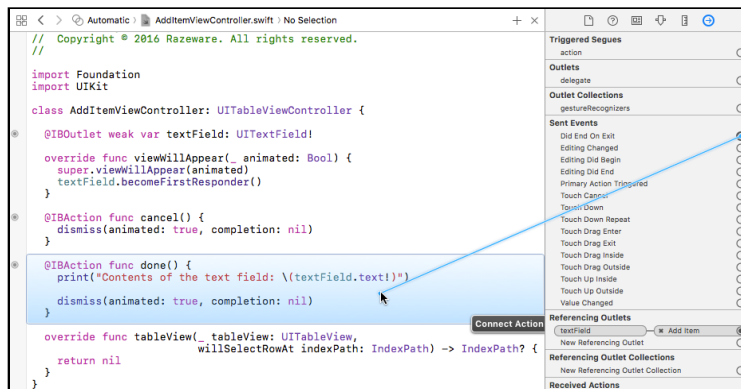 Automatic AddItemViewController.swift No Selection
// Copyright © 2016 Razeware. All rights reserved.
//
import Foundation
import UIKit
class AddItemViewController: UITableViewController {
@IBOutlet weak var textField: UITextField!
override func viewWillAppear(_ animated: Bool) {
super.viewWillAppear(animated)
textField.becomeFirstResponder()
}
@IBAction func cancel() {
dismiss(animated: true, completion: nil)
}
@IBAction func done() {
print("Contents of the text field: \(textField.text!)")
dismiss(animated: true, completion: nil)
}
Connect Action
override func tableView(_ tableView: UITableView,
willSelectRowAt indexPath: IndexPath) -> IndexPath? {
return nil
}
}
Triggered Segues
action
Outlets
delegate
Outlet Collections
gestureRecognizers
Sent Events
Did End On Exit
Editing Changed
Editing Did Begin
Editing Did End
Primary Action Triggered
Touch Cancel
Touch Down
Touch Down Repeat
Touch Drag Enter
Touch Drag Exit
Touch Drag Inside
Touch Drag Outside
Touch Up Inside
Touch Up Outside
Value Changed
Referencing Outlets
textField Add Item
New Referencing Outlet
Referencing Outlet Collections
New Referencing Outlet Collection
Received Actions